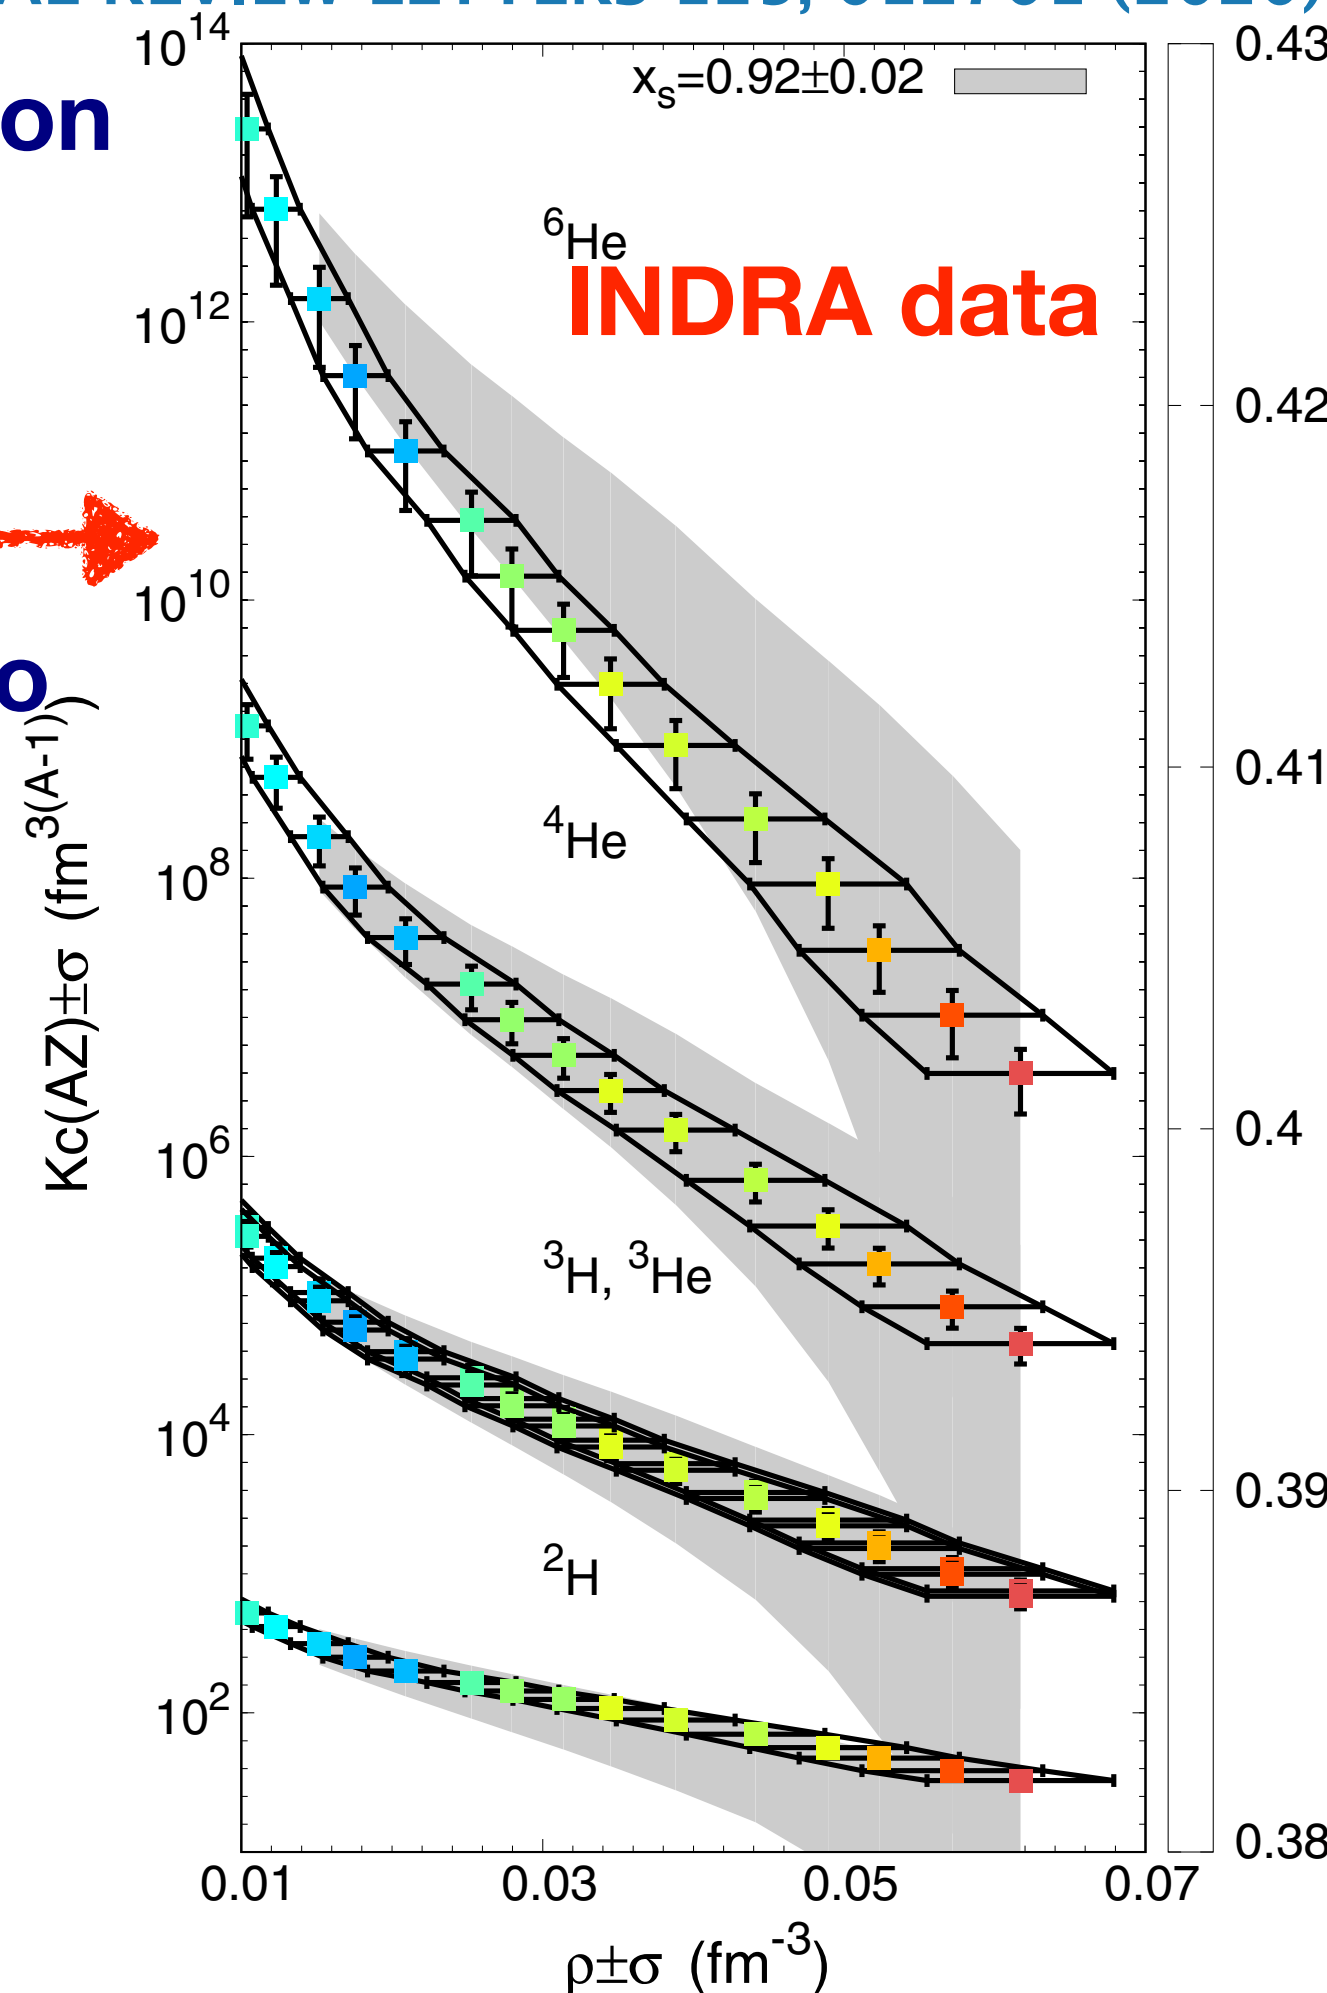 10^14
x_s=0.92±0.02
0.43
on
^6He
INDRA data
10^12
0.42
10^10
o
0.41
^4He
10^8
Kc(AZ)±σ (fm^3(A-1))
0.4
10^6
^3H, ^3He
10^4
0.39
^2H
10^2
0.38
0.01 0.03 0.05 0.07
ρ±σ (fm^-3)